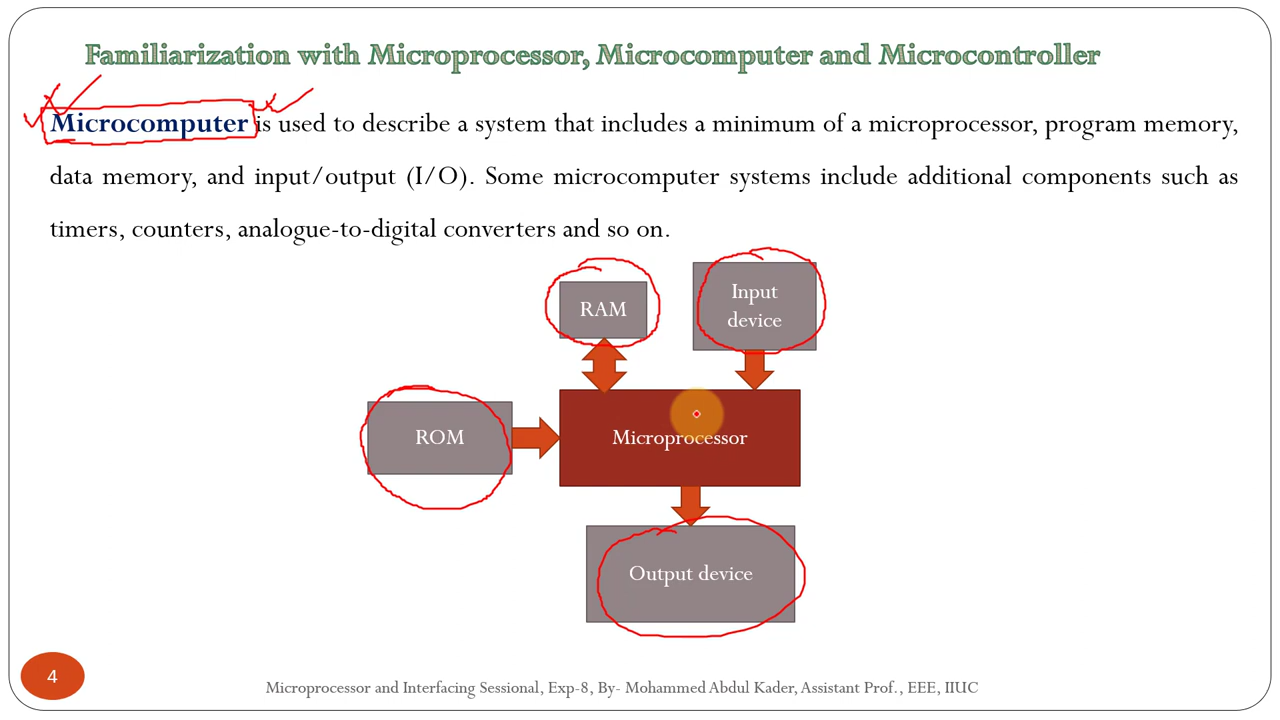 Familiarization with Microprocessor, Microcomputer and Microcontroller
Microcomputer is used to describe a system that includes a minimum of a microprocessor, program memory,
data memory, and input/output (I/O). Some microcomputer systems include additional components such as
timers, counters, analogue-to-digital converters and so on.
RAM
Input
device
ROM
Microprocessor
Output device
4
Microprocessor and Interfacing Sessional, Exp-8, By- Mohammed Abdul Kader, Assistant Prof., EEE, IIUC